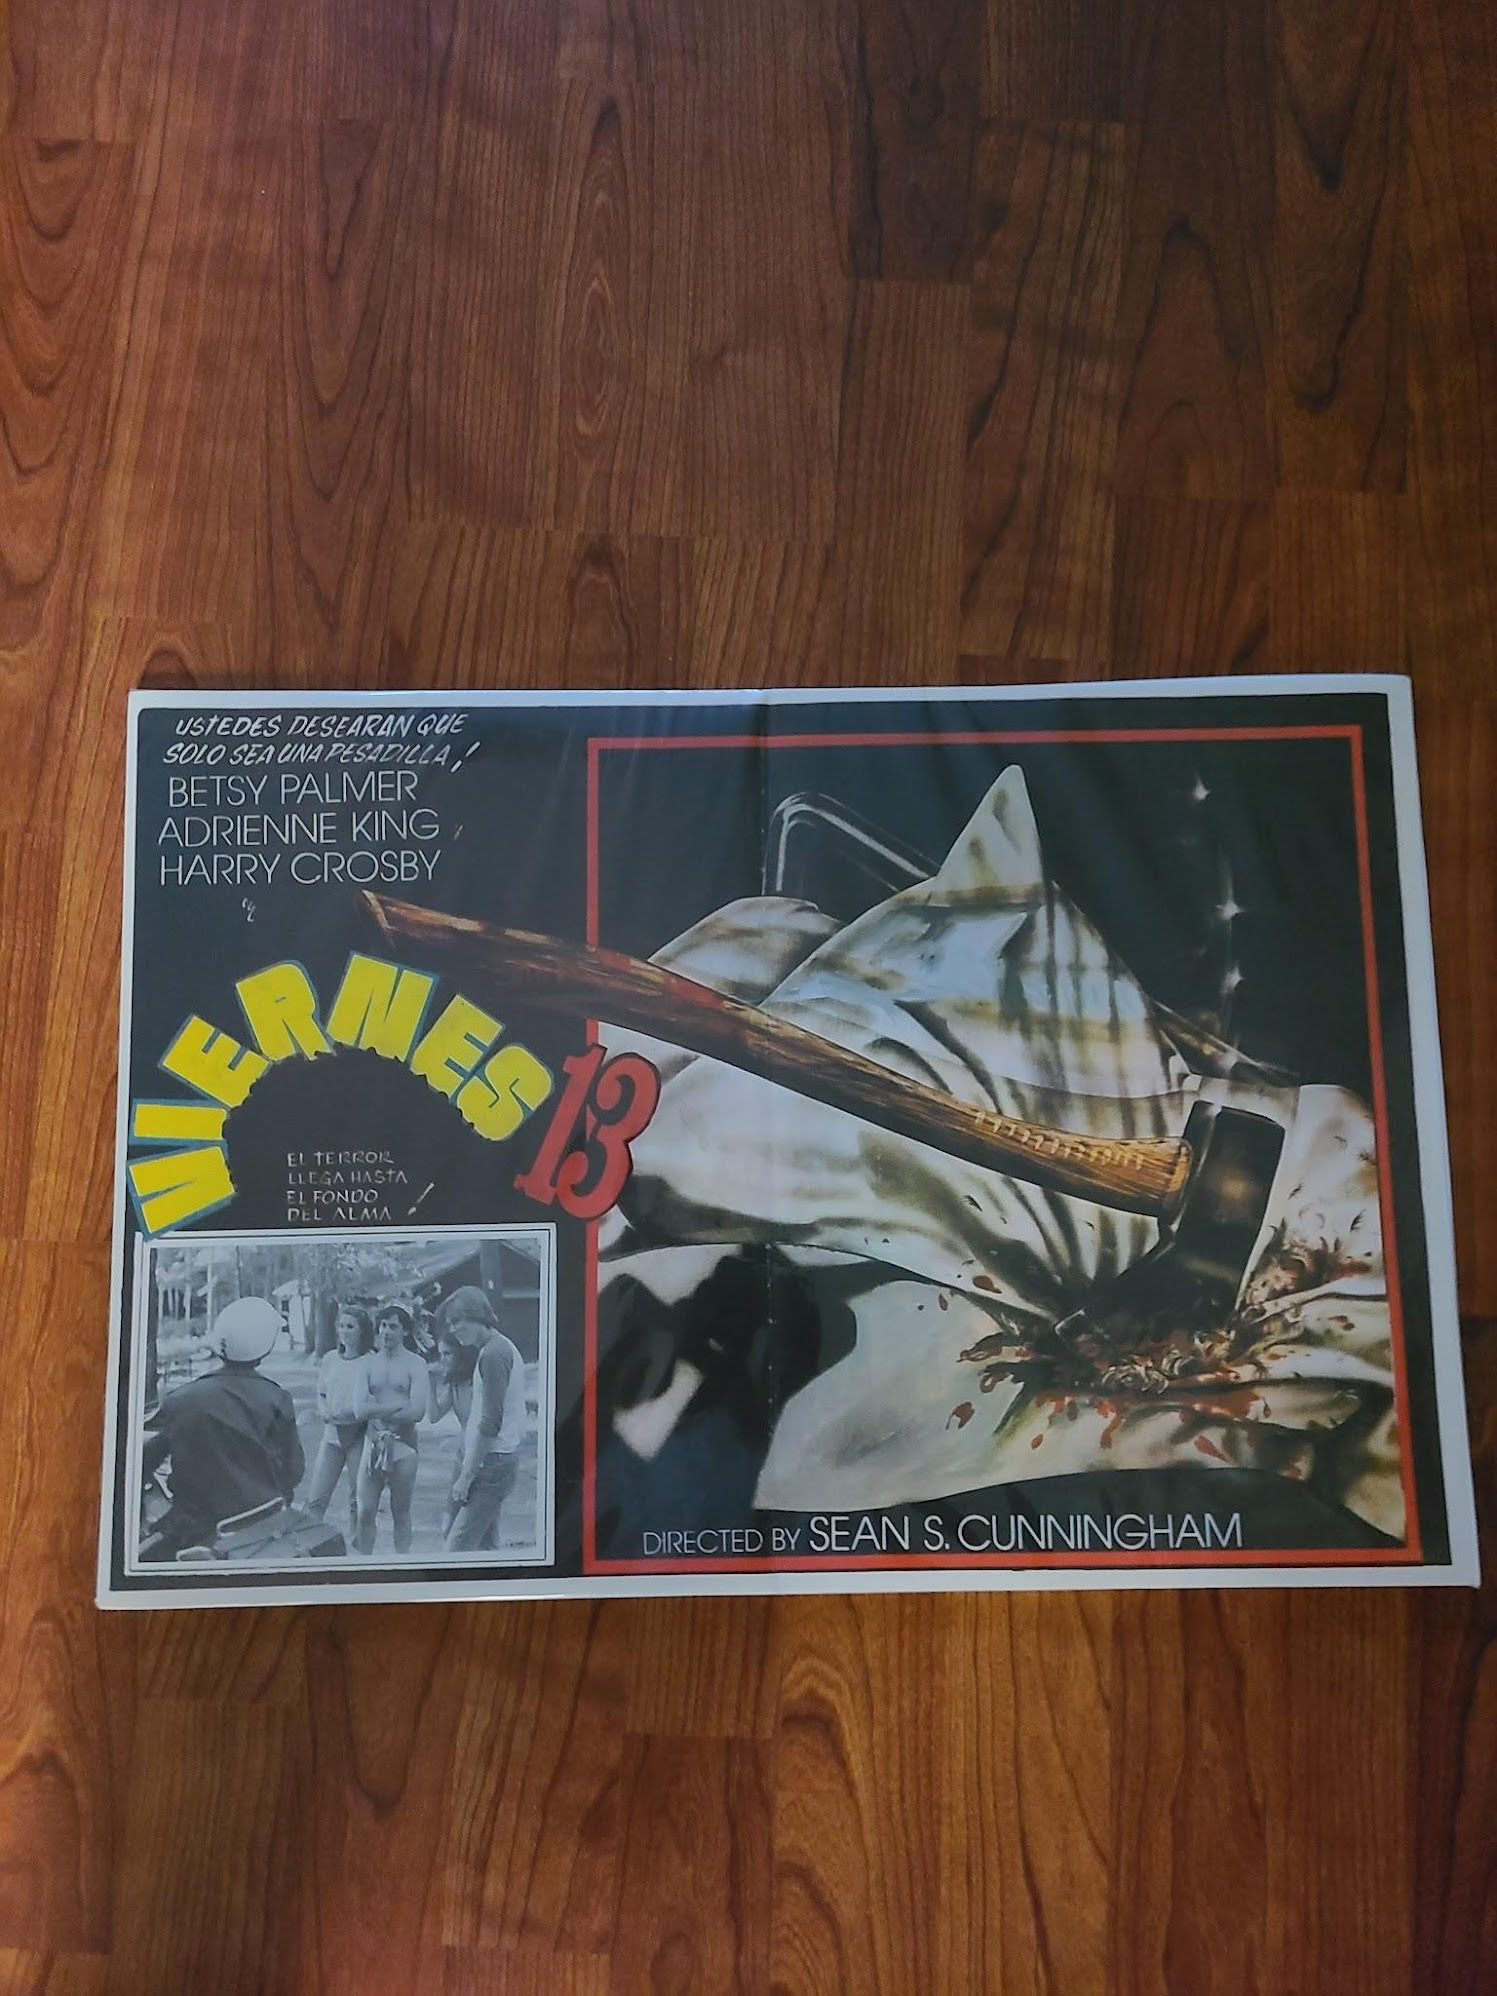 USTEDES DESEARAN QUE
SOLO SEA UNA PESADILLA,!
BETSY PALMER
ADRIENNE KING
HARRY CROSBY
VIERNES 13
EL TERROR
LLEGA HASTA
EL FONDO
DEL ALMA !
DIRECTED BY SEAN S. CUNNINGHAM